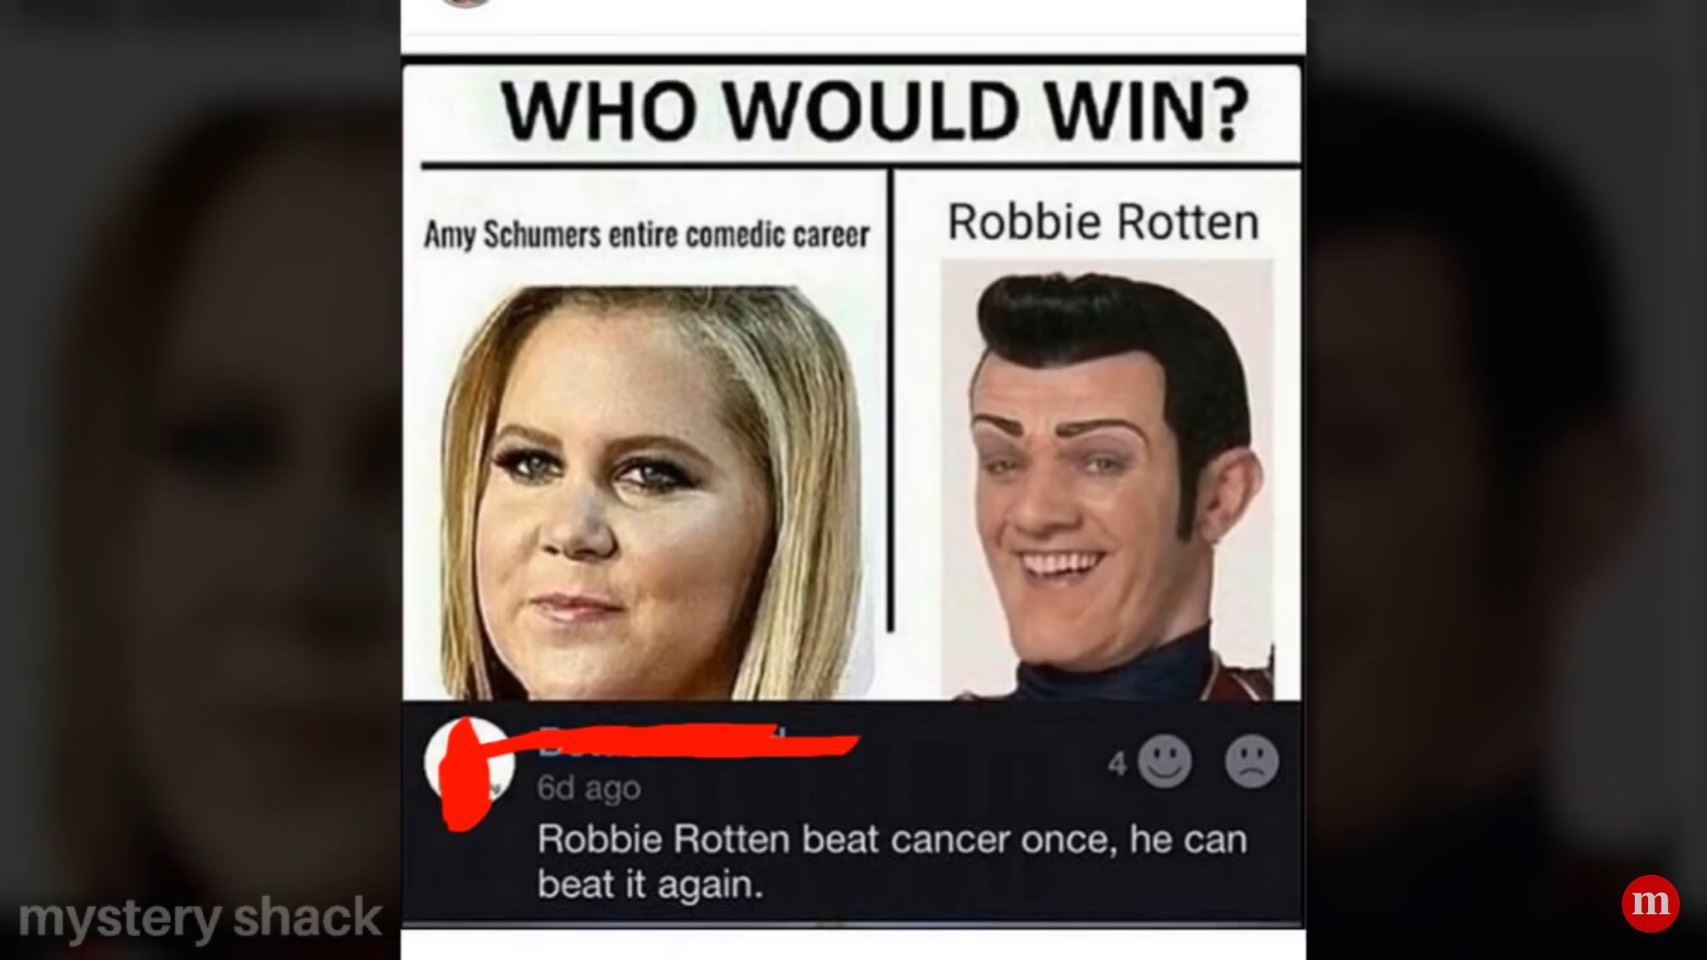 WHO WOULD WIN?
Amy Schumers entire comedic career
Robbie Rotten
4
6d ago
Robbie Rotten beat cancer once, he can
beat it again.
mystery shack
m